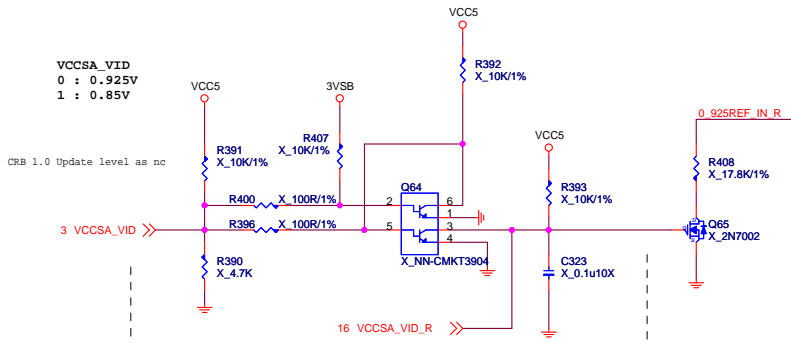 VCC5
VCCSA_VID
0 : 0.925V
1 : 0.85V
R392
X_10K/1%
VCC5
3VSB
0_925REF_IN_R
R407
X_10K/1%
VCC5
R391
X_10K/1%
CRB 1.0 Update level as nc
R408
X_17.8K/1%
Q64
R393
X_10K/1%
R400 X_100R/1% 2 6
1
R396 X_100R/1% 5 3
4
3 VCCSA_VID
Q65
X_2N7002
G
D
S
X_NN-CMKT3904
R390
X_4.7K
C323
X_0.1u10X
16 VCCSA_VID_R